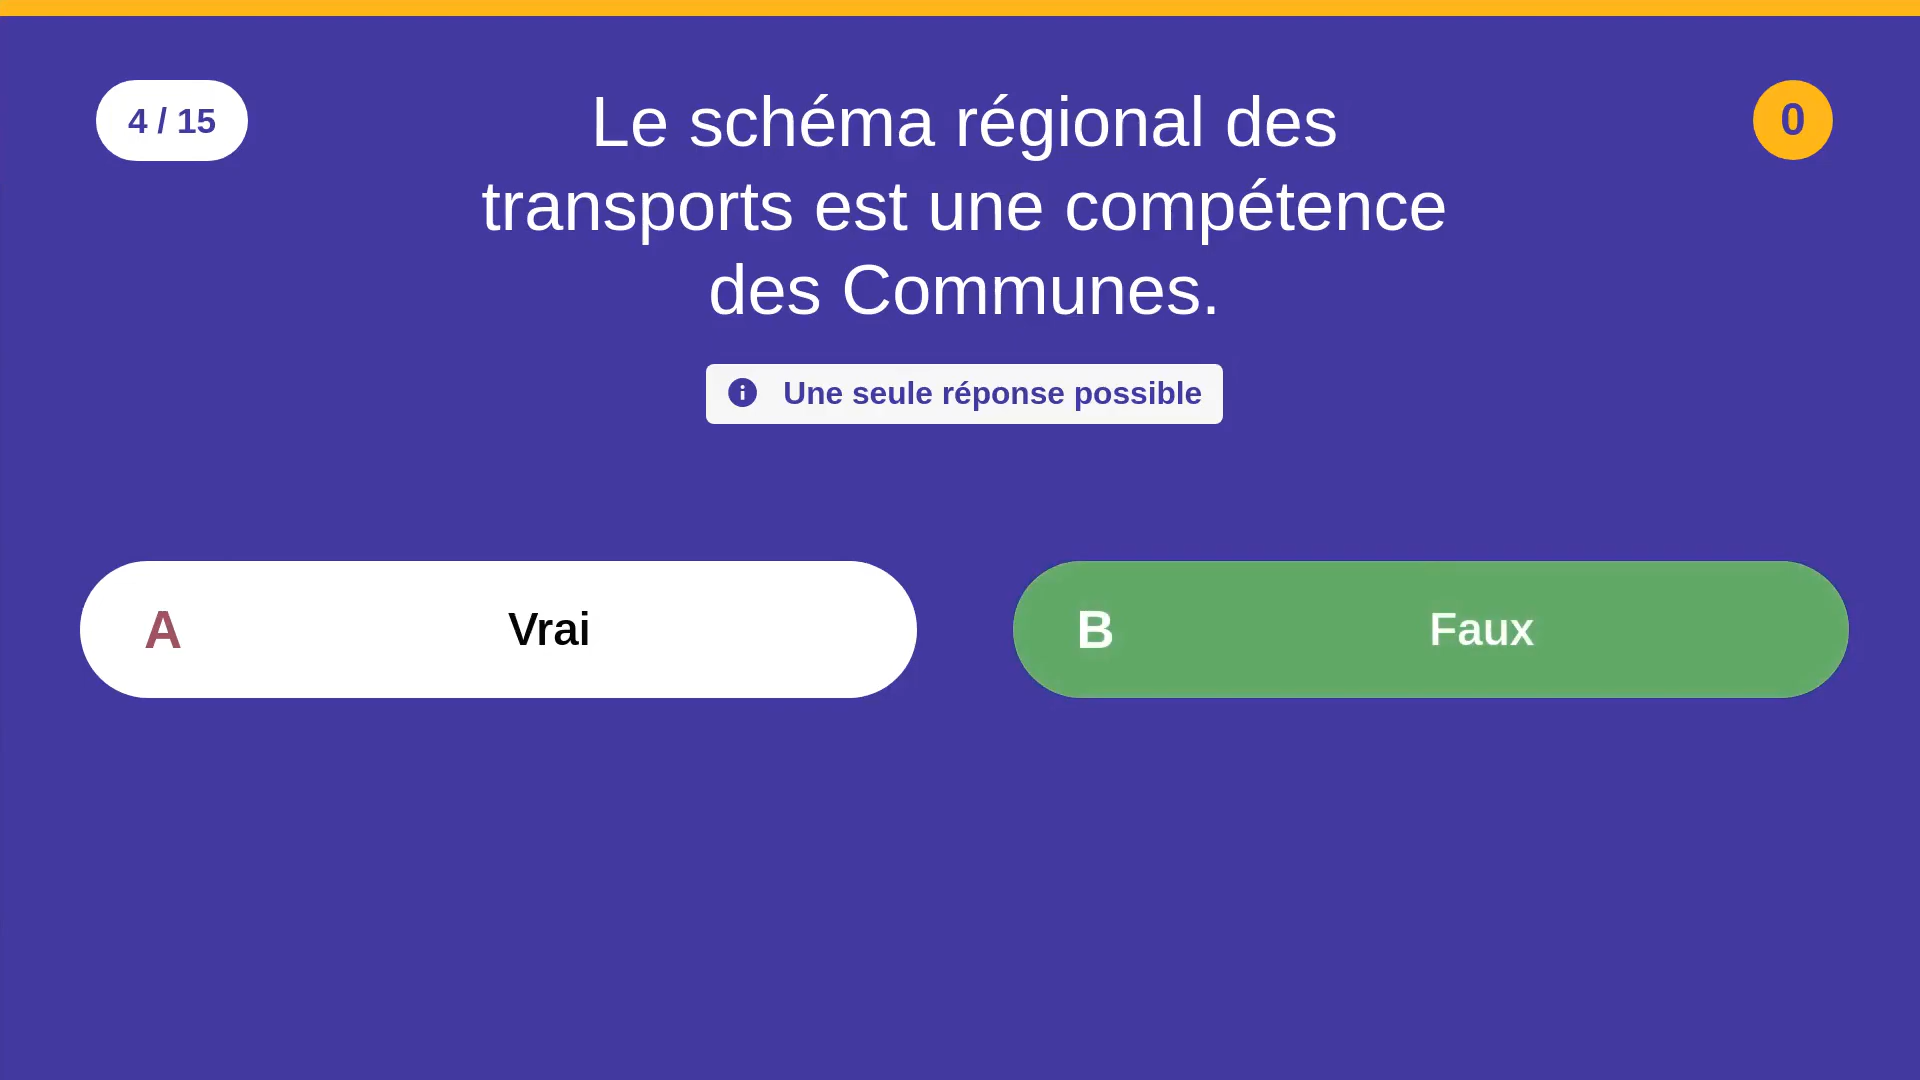 4 / 15
Le schéma régional des
transports est une compétence
des Communes.
0
Une seule réponse possible
A Vrai
B Faux